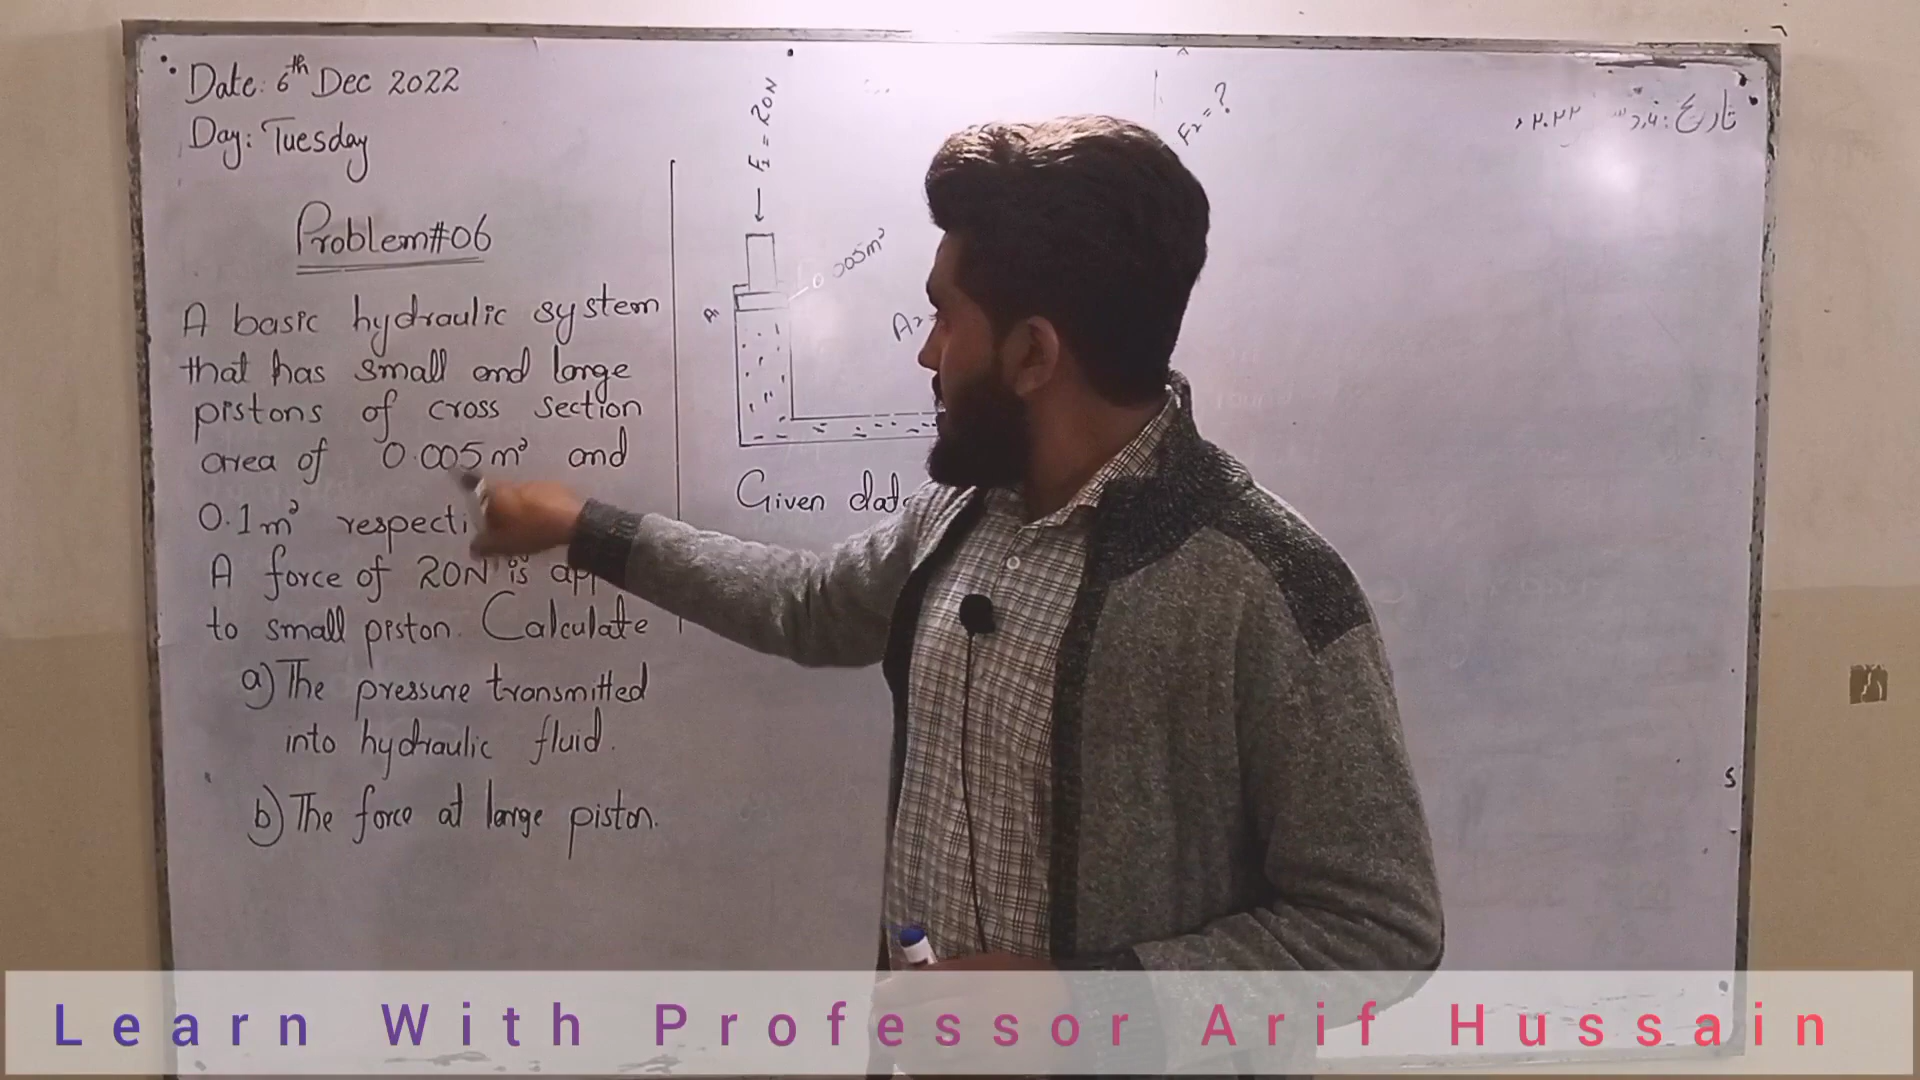 Date: 6th Dec 2022
Day: Tuesday
Problem#06
A basic hydraulic system
that has small and large
pistons of cross section
area of 0.005m² and
0.1m² respecti
A force of 20N is app
to small piston. Calculate
a) The pressure transmitted
into hydraulic fluid.
b) The force at large piston.
F₁ = 20N
F₂ = ?
005m²
A₂ =
Given data
تاریخ:
Learn With Professor Arif Hussain